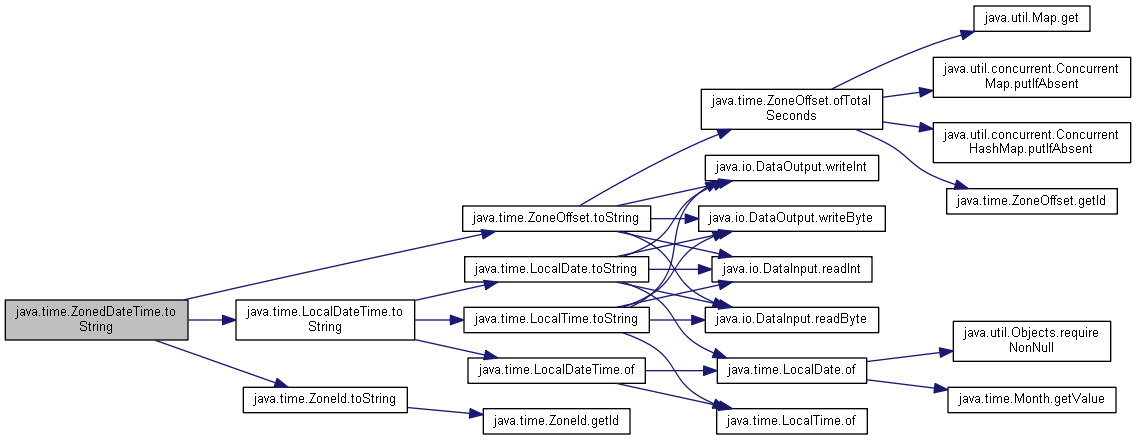 java.util.Map.get
java.util.concurrent.Concurrent
Map.putIfAbsent
java.time.ZoneOffset.ofTotal
Seconds
java.util.concurrent.Concurrent
HashMap.putIfAbsent
java.io.DataOutput.writeInt
java.time.ZoneOffset.getId
java.time.ZoneOffset.toString
java.io.DataOutput.writeByte
java.time.LocalDate.toString
java.io.DataInput.readInt
java.time.ZonedDateTime.to
String
java.time.LocalDateTime.to
String
java.time.LocalTime.toString
java.io.DataInput.readByte
java.util.Objects.require
NonNull
java.time.LocalDateTime.of
java.time.LocalDate.of
java.time.ZoneId.toString
java.time.Month.getValue
java.time.ZoneId.getId
java.time.LocalTime.of